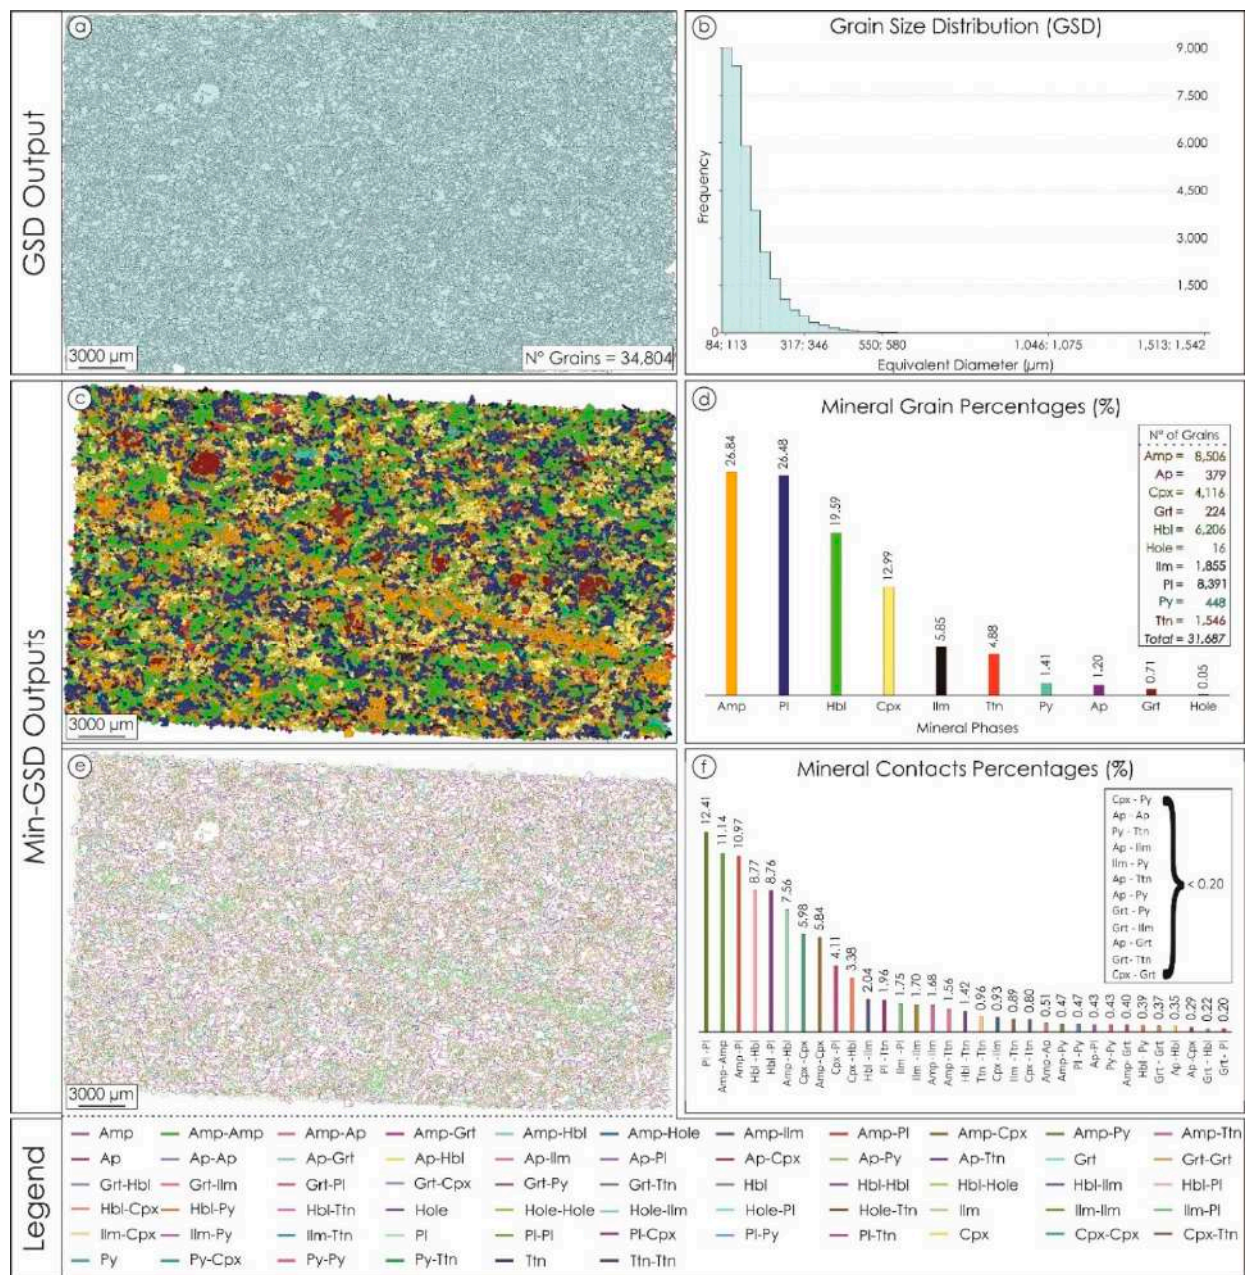 GSD Output
a
3000 µm
Nº Grains = 34,804
b
Grain Size Distribution (GSD)
Frequency
9,000
7,500
6,000
4,500
3,000
1,500
0
84; 113
317; 346
550; 580
1,046; 1,075
1,513; 1,542
Equivalent Diameter (µm)
Min-GSD Outputs
c
3000 µm
d
Mineral Grain Percentages (%)
26.84
26.48
19.59
12.99
5.85
4.88
1.41
1.20
0.71
0.05
Amp
Pl
Hbl
Cpx
Ilm
Ttn
Py
Ap
Grt
Hole
Mineral Phases
Nº of Grains
Amp = 8,506
Ap = 379
Cpx = 4,116
Grt = 224
Hbl = 6,206
Hole = 16
Ilm = 1,855
Pl = 8,391
Py = 448
Ttn = 1,546
Total = 31,687
e
3000 µm
f
Mineral Contacts Percentages (%)
12.41
11.14
10.97
8.77
8.76
7.56
5.98
5.84
4.11
3.38
2.04
1.96
1.75
1.70
1.68
1.56
1.42
0.96
0.93
0.89
0.80
0.51
0.47
0.47
0.43
0.43
0.40
0.39
0.37
0.35
0.29
0.22
0.20
Pl -Pl
Amp-Amp
Amp -Pl
Hbl -Hbl
Hbl -Pl
Amp -Hbl
Cpx -Cpx
Amp -Cpx
Cpx -Pl
Cpx -Hbl
Hbl -Ilm
Pl -Ttn
Ilm -Pl
Ilm -Ilm
Amp -Ilm
Amp -Ttn
Hbl -Ttn
Ttn -Ttn
Cpx -Ilm
Ilm -Ttn
Cpx -Ttn
Amp -Ap
Amp -Py
Pl -Py
Ap-Pl
Py-Py
Amp- Grt
Hbl -Py
Grt - Grt
Ap -Hbl
Ap -Cpx
Grt - Hbl
Grt- Pl
Cpx - Py
Ap - Ap
Py - Ttn
Ap - Ilm
Ilm - Py
Ap - Ttn
Ap - Py
Grt - Py
Grt - Ilm
Ap - Grt
Grt- Ttn
Cpx - Grt
< 0.20
Legend
Amp Amp-Amp Amp-Ap Amp-Grt Amp-Hbl Amp-Hole Amp-Ilm Amp-Pl Amp-Cpx Amp-Py Amp-Ttn
Ap Ap-Ap Ap-Grt Ap-Hbl Ap-Ilm Ap-Pl Ap-Cpx Ap-Py Ap-Ttn Grt Grt-Grt
Grt-Hbl Grt-Ilm Grt-Pl Grt-Cpx Grt-Py Grt-Ttn Hbl Hbl-Hbl Hbl-Hole Hbl-Ilm Hbl-Pl
Hbl-Cpx Hbl-Py Hbl-Ttn Hole Hole-Hole Hole-Ilm Hole-Pl Hole-Ttn Ilm Ilm-Ilm Ilm-Pl
Ilm-Cpx Ilm-Py Ilm-Ttn Pl Pl-Pl Pl-Cpx Pl-Py Pl-Ttn Cpx Cpx-Cpx Cpx-Ttn
Py Py-Cpx Py-Py Py-Ttn Ttn Ttn-Ttn